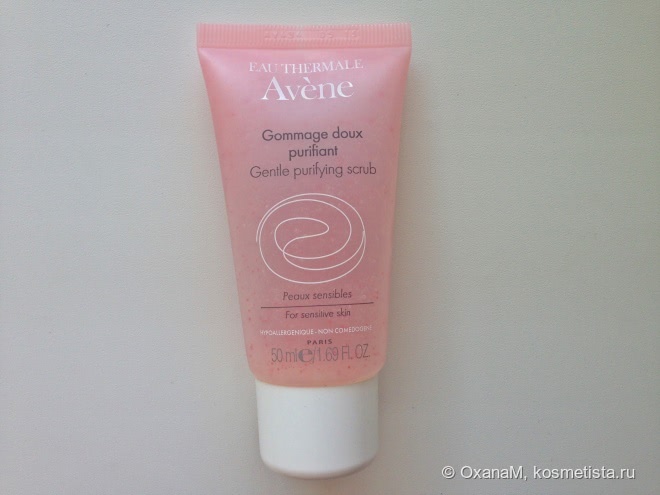 EAU THERMALE
Avène
Gommage doux
purifiant
Gentle purifying scrub
Peaux sensibles
For sensitive skin
HYPOALLERGENIQUE - NON COMEDOGENE
PARIS
50 ml e/1.69 FL.OZ
© OxanaM, kosmetista.ru